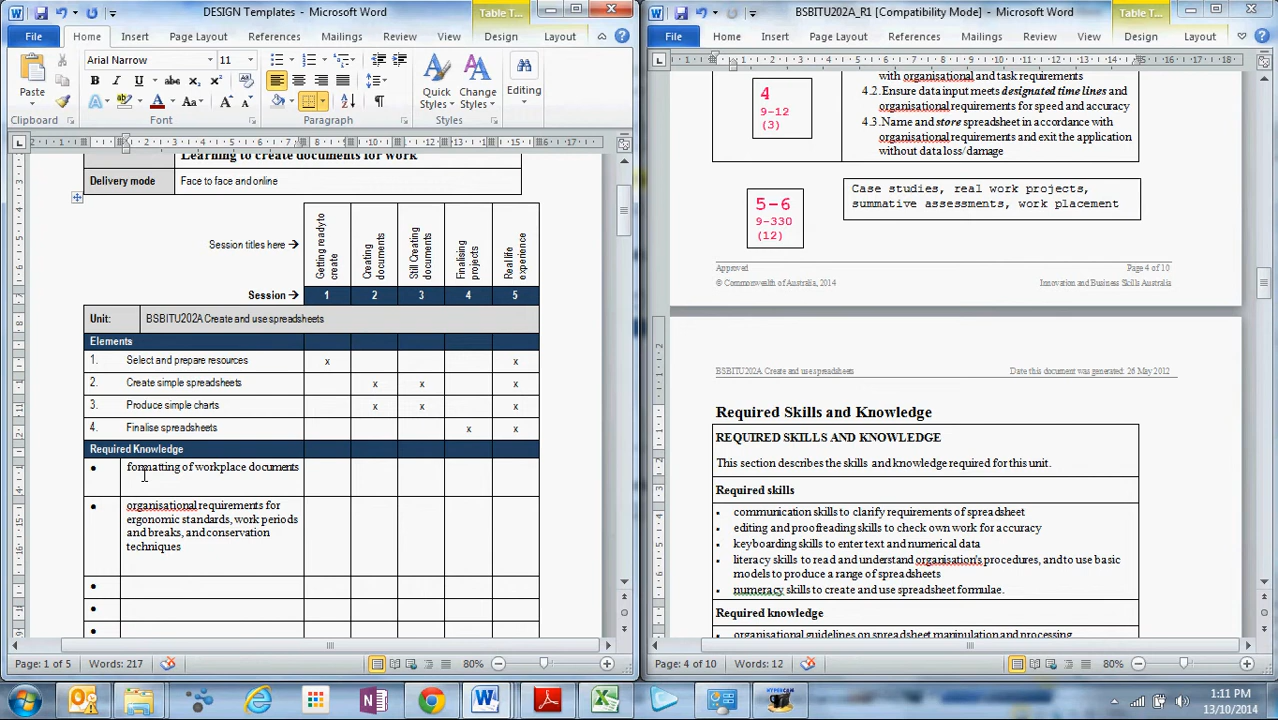 DESIGN Templates - Microsoft Word
Table T...
File
Home
Insert
Page Layout
References
Mailings
Review
View
Design
Layout
Paste
Clipboard
Arial Narrow
11
Font
Paragraph
Quick
Styles
Change
Styles
Styles
Editing
Learning to create documents for work
Delivery mode
Face to face and online
Session titles here →
Getting ready to
create
Creating
documents
Still Creating
documents
Finalising
projects
Real life
experience
Session →
1
2
3
4
5
Unit:
BSBITU202A Create and use spreadsheets
Elements
1. Select and prepare resources x x
2. Create simple spreadsheets x x x
3. Produce simple charts x x x
4. Finalise spreadsheets x x
Required Knowledge
• formatting of workplace documents
• organisational requirements for
ergonomic standards, work periods
and breaks, and conservation
techniques
Page: 1 of 5
Words: 217
80%
BSBITU202A_R1 [Compatibility Mode] - Microsoft Word
Table T...
File
Home
Insert
Page Layout
References
Mailings
Review
View
Design
Layout
with organisational and task requirements
4
9-12
(3)
4.2.Ensure data input meets designated time lines and
organisational requirements for speed and accuracy
4.3.Name and store spreadsheet in accordance with
organisational requirements and exit the application
without data loss/damage
5-6
9-330
(12)
Case studies, real work projects,
summative assessments, work placement
Approved
Page 4 of 10
© Commonwealth of Australia, 2014
Innovation and Business Skills Australia
BSBITU202A Create and use spreadsheets
Date this document was generated: 26 May 2012
Required Skills and Knowledge
REQUIRED SKILLS AND KNOWLEDGE
This section describes the skills and knowledge required for this unit.
Required skills
• communication skills to clarify requirements of spreadsheet
• editing and proofreading skills to check own work for accuracy
• keyboarding skills to enter text and numerical data
• literacy skills to read and understand organisation's procedures, and to use basic
models to produce a range of spreadsheets
• numeracy skills to create and use spreadsheet formulae.
Required knowledge
• organisational guidelines on spreadsheet manipulation and processing
Page: 4 of 10
Words: 12
80%
HYPERCAM
1:11 PM
13/10/2014